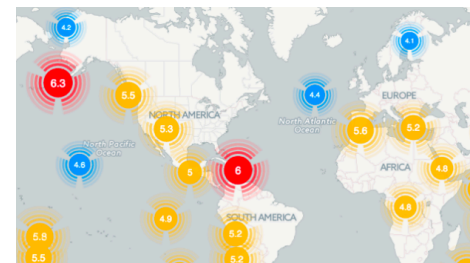 4.2
4.1
6.3
5.5
4.4
EUROPE
NORTH AMERICA
5.3
North Atlantic
Ocean
5.6
5.2
North Pacific
Ocean
4.6
5
6
AFRICA
4.8
4.9
4.8
SOUTH AMERICA
5.8
5.2
5.5
5.2